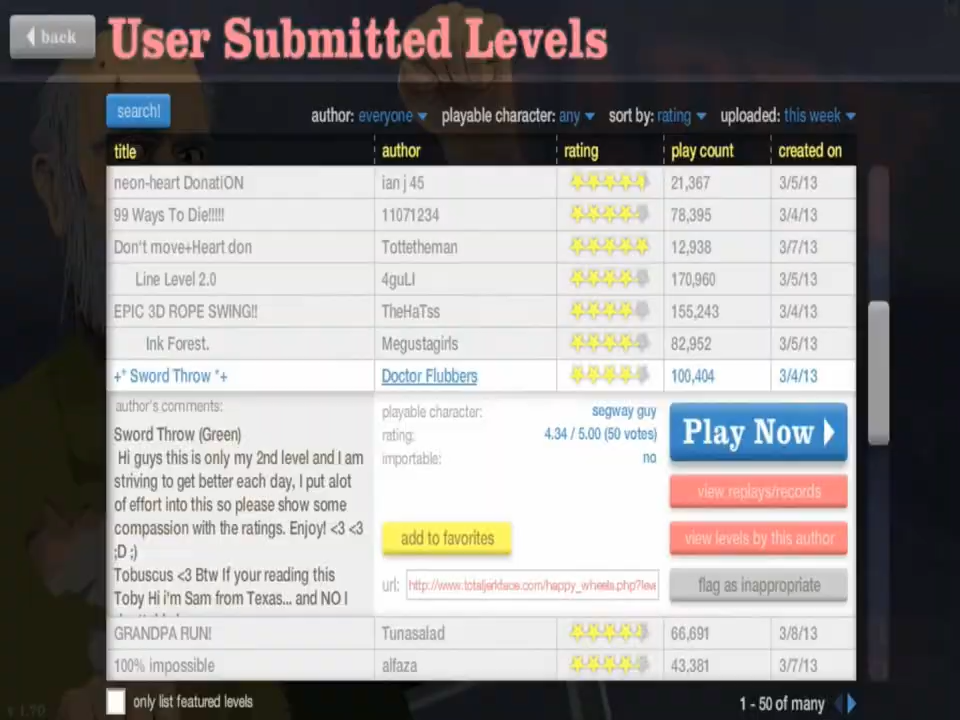 back
User Submitted Levels
search!
author: everyone playable character: any sort by: rating uploaded: this week
title author rating play count created on
neon-heart DonatiON ian j 45 21,367 3/5/13
99 Ways To Die!!!!! 11071234 78,395 3/4/13
Don't move+Heart don Tottetheman 12,938 3/7/13
Line Level 2.0 4guLI 170,960 3/5/13
EPIC 3D ROPE SWING!! TheHaTss 155,243 3/4/13
Ink Forest. Megustagirls 82,952 3/5/13
+* Sword Throw *+ Doctor Flubbers 100,404 3/4/13
author's comments:
Sword Throw (Green)
Hi guys this is only my 2nd level and I am
striving to get better each day, I put alot
of effort into this so please show some
compassion with the ratings. Enjoy! <3 <3
;D ;)
Tobuscus <3 Btw If your reading this
Toby Hi i'm Sam from Texas... and NO I
playable character: segway guy
rating: 4.34 / 5.00 (50 votes)
importable: no
add to favorites
url: http://www.totaljerkface.com/happy_wheels.php?leve
Play Now
view replays/records
view levels by this author
flag as inappropriate
GRANDPA RUN! Tunasalad 66,691 3/8/13
100% impossible alfaza 43,381 3/7/13
only list featured levels
1 - 50 of many
v 1.70